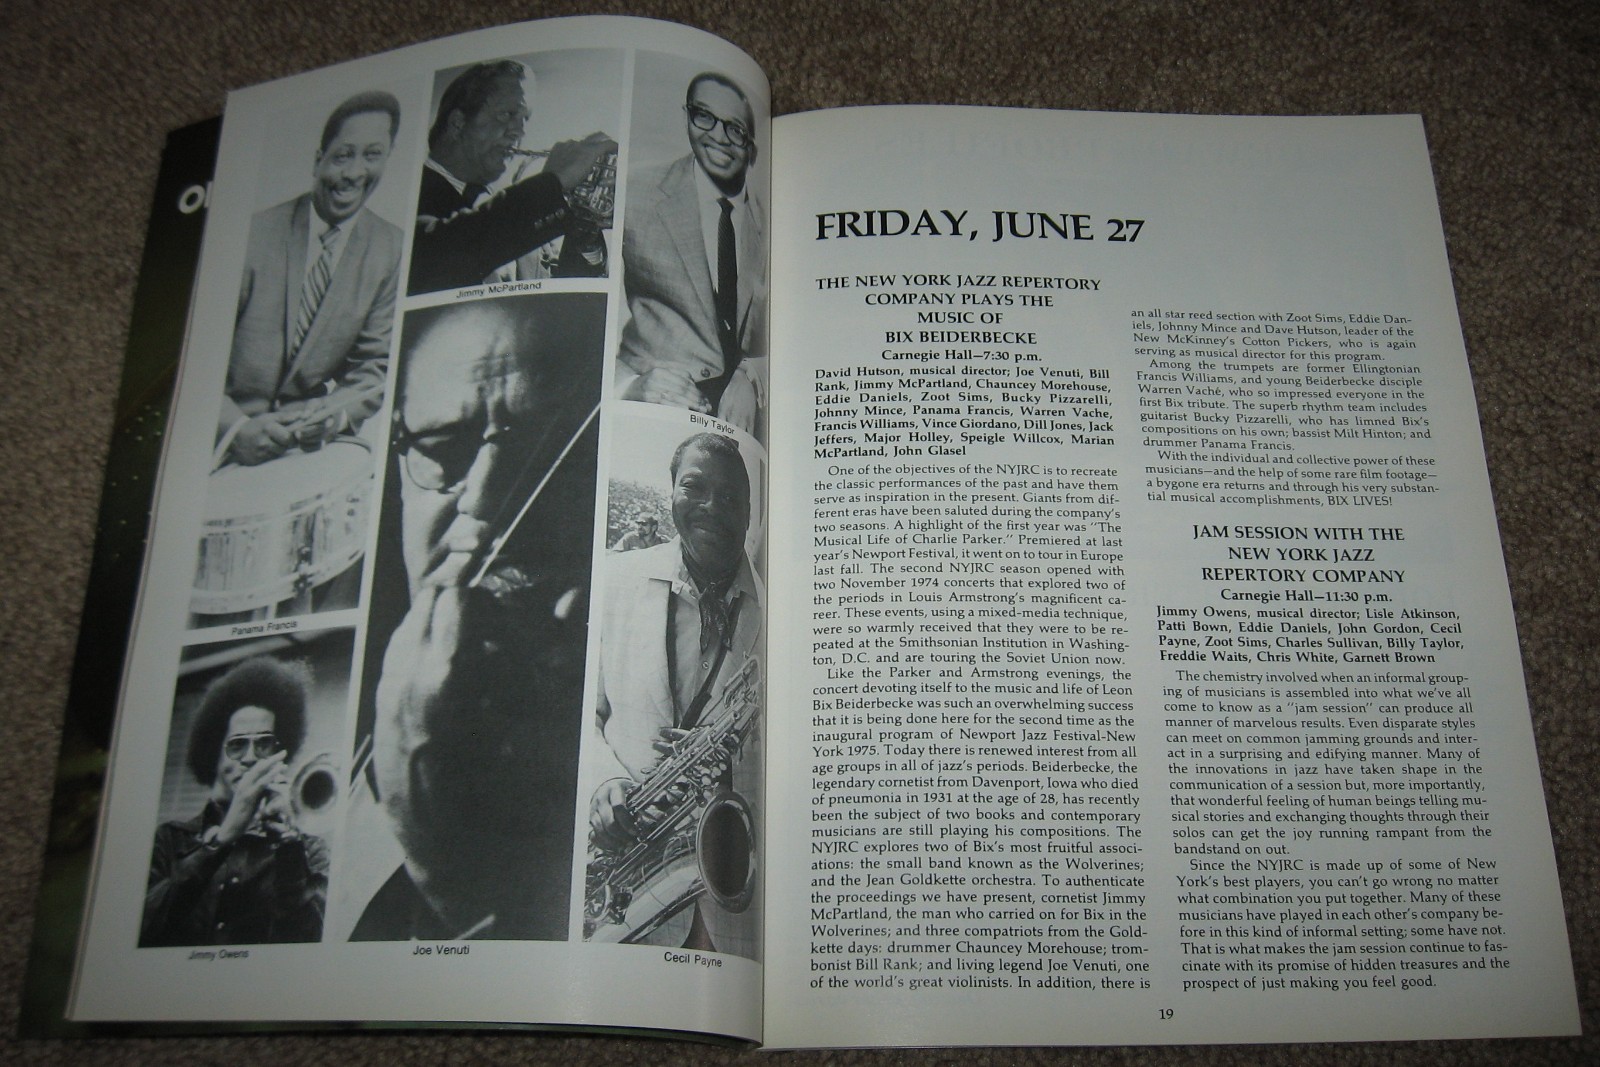 Jimmy McPartland
Billy Taylor
Panama Francis
Jimmy Owens
Joe Venuti
Cecil Payne
FRIDAY, JUNE 27
THE NEW YORK JAZZ REPERTORY
COMPANY PLAYS THE
MUSIC OF
BIX BEIDERBECKE
Carnegie Hall—7:30 p.m.
David Hutson, musical director; Joe Venuti, Bill
Rank, Jimmy McPartland, Chauncey Morehouse,
Eddie Daniels, Zoot Sims, Bucky Pizzarelli,
Johnny Mince, Panama Francis, Warren Vache,
Francis Williams, Vince Giordano, Dill Jones, Jack
Jeffers, Major Holley, Speigle Willcox, Marian
McPartland, John Glasel
One of the objectives of the NYJRC is to recreate
the classic performances of the past and have them
serve as inspiration in the present. Giants from dif-
ferent eras have been saluted during the company's
two seasons. A highlight of the first year was "The
Musical Life of Charlie Parker." Premiered at last
year's Newport Festival, it went on to tour in Europe
last fall. The second NYJRC season opened with
two November 1974 concerts that explored two of
the periods in Louis Armstrong's magnificent ca-
reer. These events, using a mixed-media technique,
were so warmly received that they were to be re-
peated at the Smithsonian Institution in Washing-
ton, D.C. and are touring the Soviet Union now.
Like the Parker and Armstrong evenings, the
concert devoting itself to the music and life of Leon
Bix Beiderbecke was such an overwhelming success
that it is being done here for the second time as the
inaugural program of Newport Jazz Festival-New
York 1975. Today there is renewed interest from all
age groups in all of jazz's periods. Beiderbecke, the
legendary cornetist from Davenport, Iowa who died
of pneumonia in 1931 at the age of 28, has recently
been the subject of two books and contemporary
musicians are still playing his compositions. The
NYJRC explores two of Bix's most fruitful associ-
ations: the small band known as the Wolverines;
and the Jean Goldkette orchestra. To authenticate
the proceedings we have present, cornetist Jimmy
McPartland, the man who carried on for Bix in the
Wolverines; and three compatriots from the Gold-
kette days: drummer Chauncey Morehouse; trom-
bonist Bill Rank; and living legend Joe Venuti, one
of the world's great violinists. In addition, there is
an all star reed section with Zoot Sims, Eddie Dan-
iels, Johnny Mince and Dave Hutson, leader of the
New McKinney's Cotton Pickers, who is again
serving as musical director for this program.
Among the trumpets are former Ellingtonian
Francis Williams, and young Beiderbecke disciple
Warren Vaché, who so impressed everyone in the
first Bix tribute. The superb rhythm team includes
guitarist Bucky Pizzarelli, who has limned Bix's
compositions on his own; bassist Milt Hinton; and
drummer Panama Francis.
With the individual and collective power of these
musicians—and the help of some rare film footage—
a bygone era returns and through his very substan-
tial musical accomplishments, BIX LIVES!
JAM SESSION WITH THE
NEW YORK JAZZ
REPERTORY COMPANY
Carnegie Hall—11:30 p.m.
Jimmy Owens, musical director; Lisle Atkinson,
Patti Bown, Eddie Daniels, John Gordon, Cecil
Payne, Zoot Sims, Charles Sullivan, Billy Taylor,
Freddie Waits, Chris White, Garnett Brown
The chemistry involved when an informal group-
ing of musicians is assembled into what we've all
come to know as a "jam session" can produce all
manner of marvelous results. Even disparate styles
can meet on common jamming grounds and inter-
act in a surprising and edifying manner. Many of
the innovations in jazz have taken shape in the
communication of a session but, more importantly,
that wonderful feeling of human beings telling mu-
sical stories and exchanging thoughts through their
solos can get the joy running rampant from the
bandstand on out.
Since the NYJRC is made up of some of New
York's best players, you can't go wrong no matter
what combination you put together. Many of these
musicians have played in each other's company be-
fore in this kind of informal setting; some have not.
That is what makes the jam session continue to fas-
cinate with its promise of hidden treasures and the
prospect of just making you feel good.
19